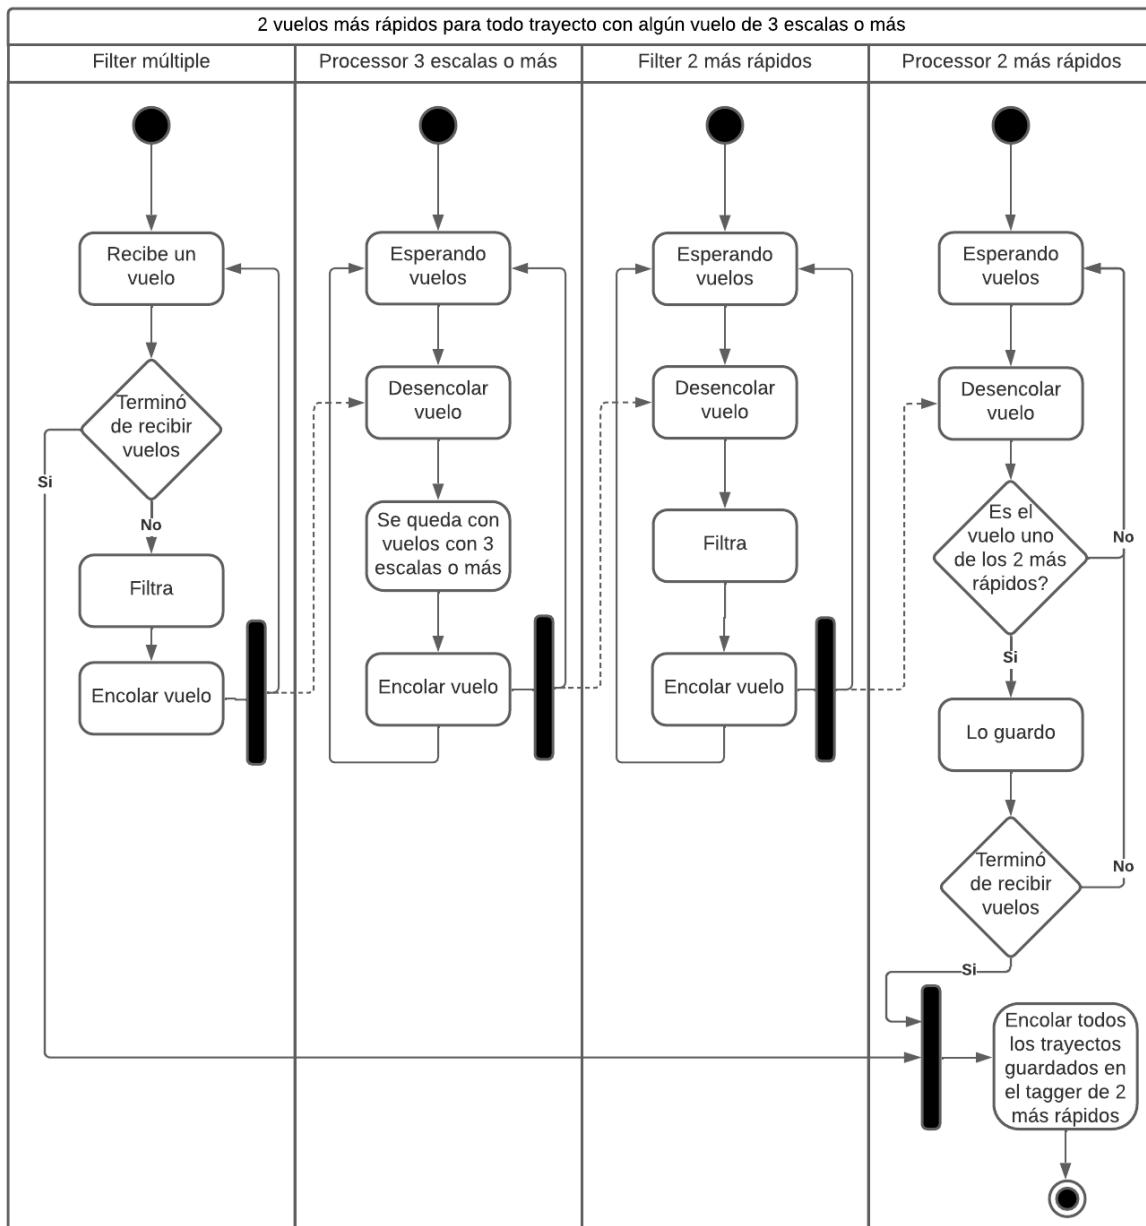 2 vuelos más rápidos para todo trayecto con algún vuelo de 3 escalas o más
Filter múltiple
Processor 3 escalas o más
Filter 2 más rápidos
Processor 2 más rápidos
Recibe un
vuelo
Terminó
de recibir
vuelos
Si
No
Filtra
Encolar vuelo
Esperando
vuelos
Desencolar
vuelo
Se queda con
vuelos con 3
escalas o más
Encolar vuelo
Esperando
vuelos
Desencolar
vuelo
Filtra
Encolar vuelo
Esperando
vuelos
Desencolar
vuelo
Es el
vuelo uno
de los 2 más
rápidos?
No
Si
Lo guardo
Terminó
de recibir
vuelos
No
Si
Encolar todos
los trayectos
guardados en
el tagger de 2
más rápidos